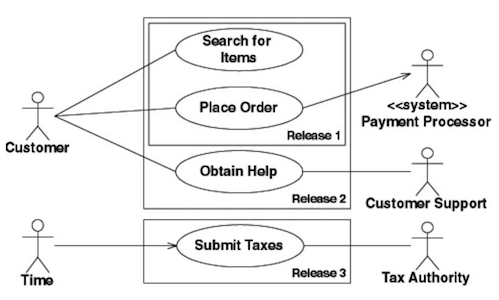 Search for
Items
Place Order
Release 1
<<system>>
Payment Processor
Customer
Obtain Help
Release 2
Customer Support
Time
Submit Taxes
Release 3
Tax Authority